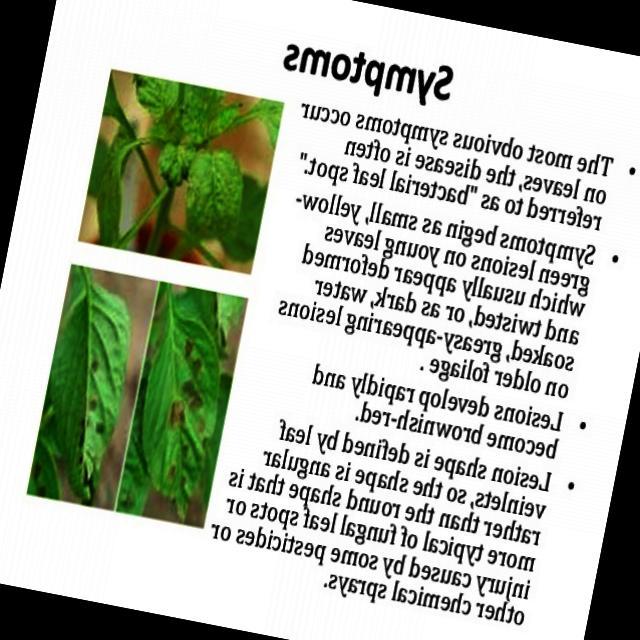 Symptoms
• The most obvious symptoms occur
on leaves, the disease is often
referred to as "bacterial leaf spot."
• Symptoms begin as small, yellow-
green lesions on young leaves
which usually appear deformed
and twisted, or as dark, water
soaked, greasy-appearing lesions
on older foliage .
• Lesions develop rapidly and
become brownish-red.
• Lesion shape is defined by leaf
veinlets, so the shape is angular
rather than the round shape that is
more typical of fungal leaf spots or
injury caused by some pesticides or
other chemical sprays.